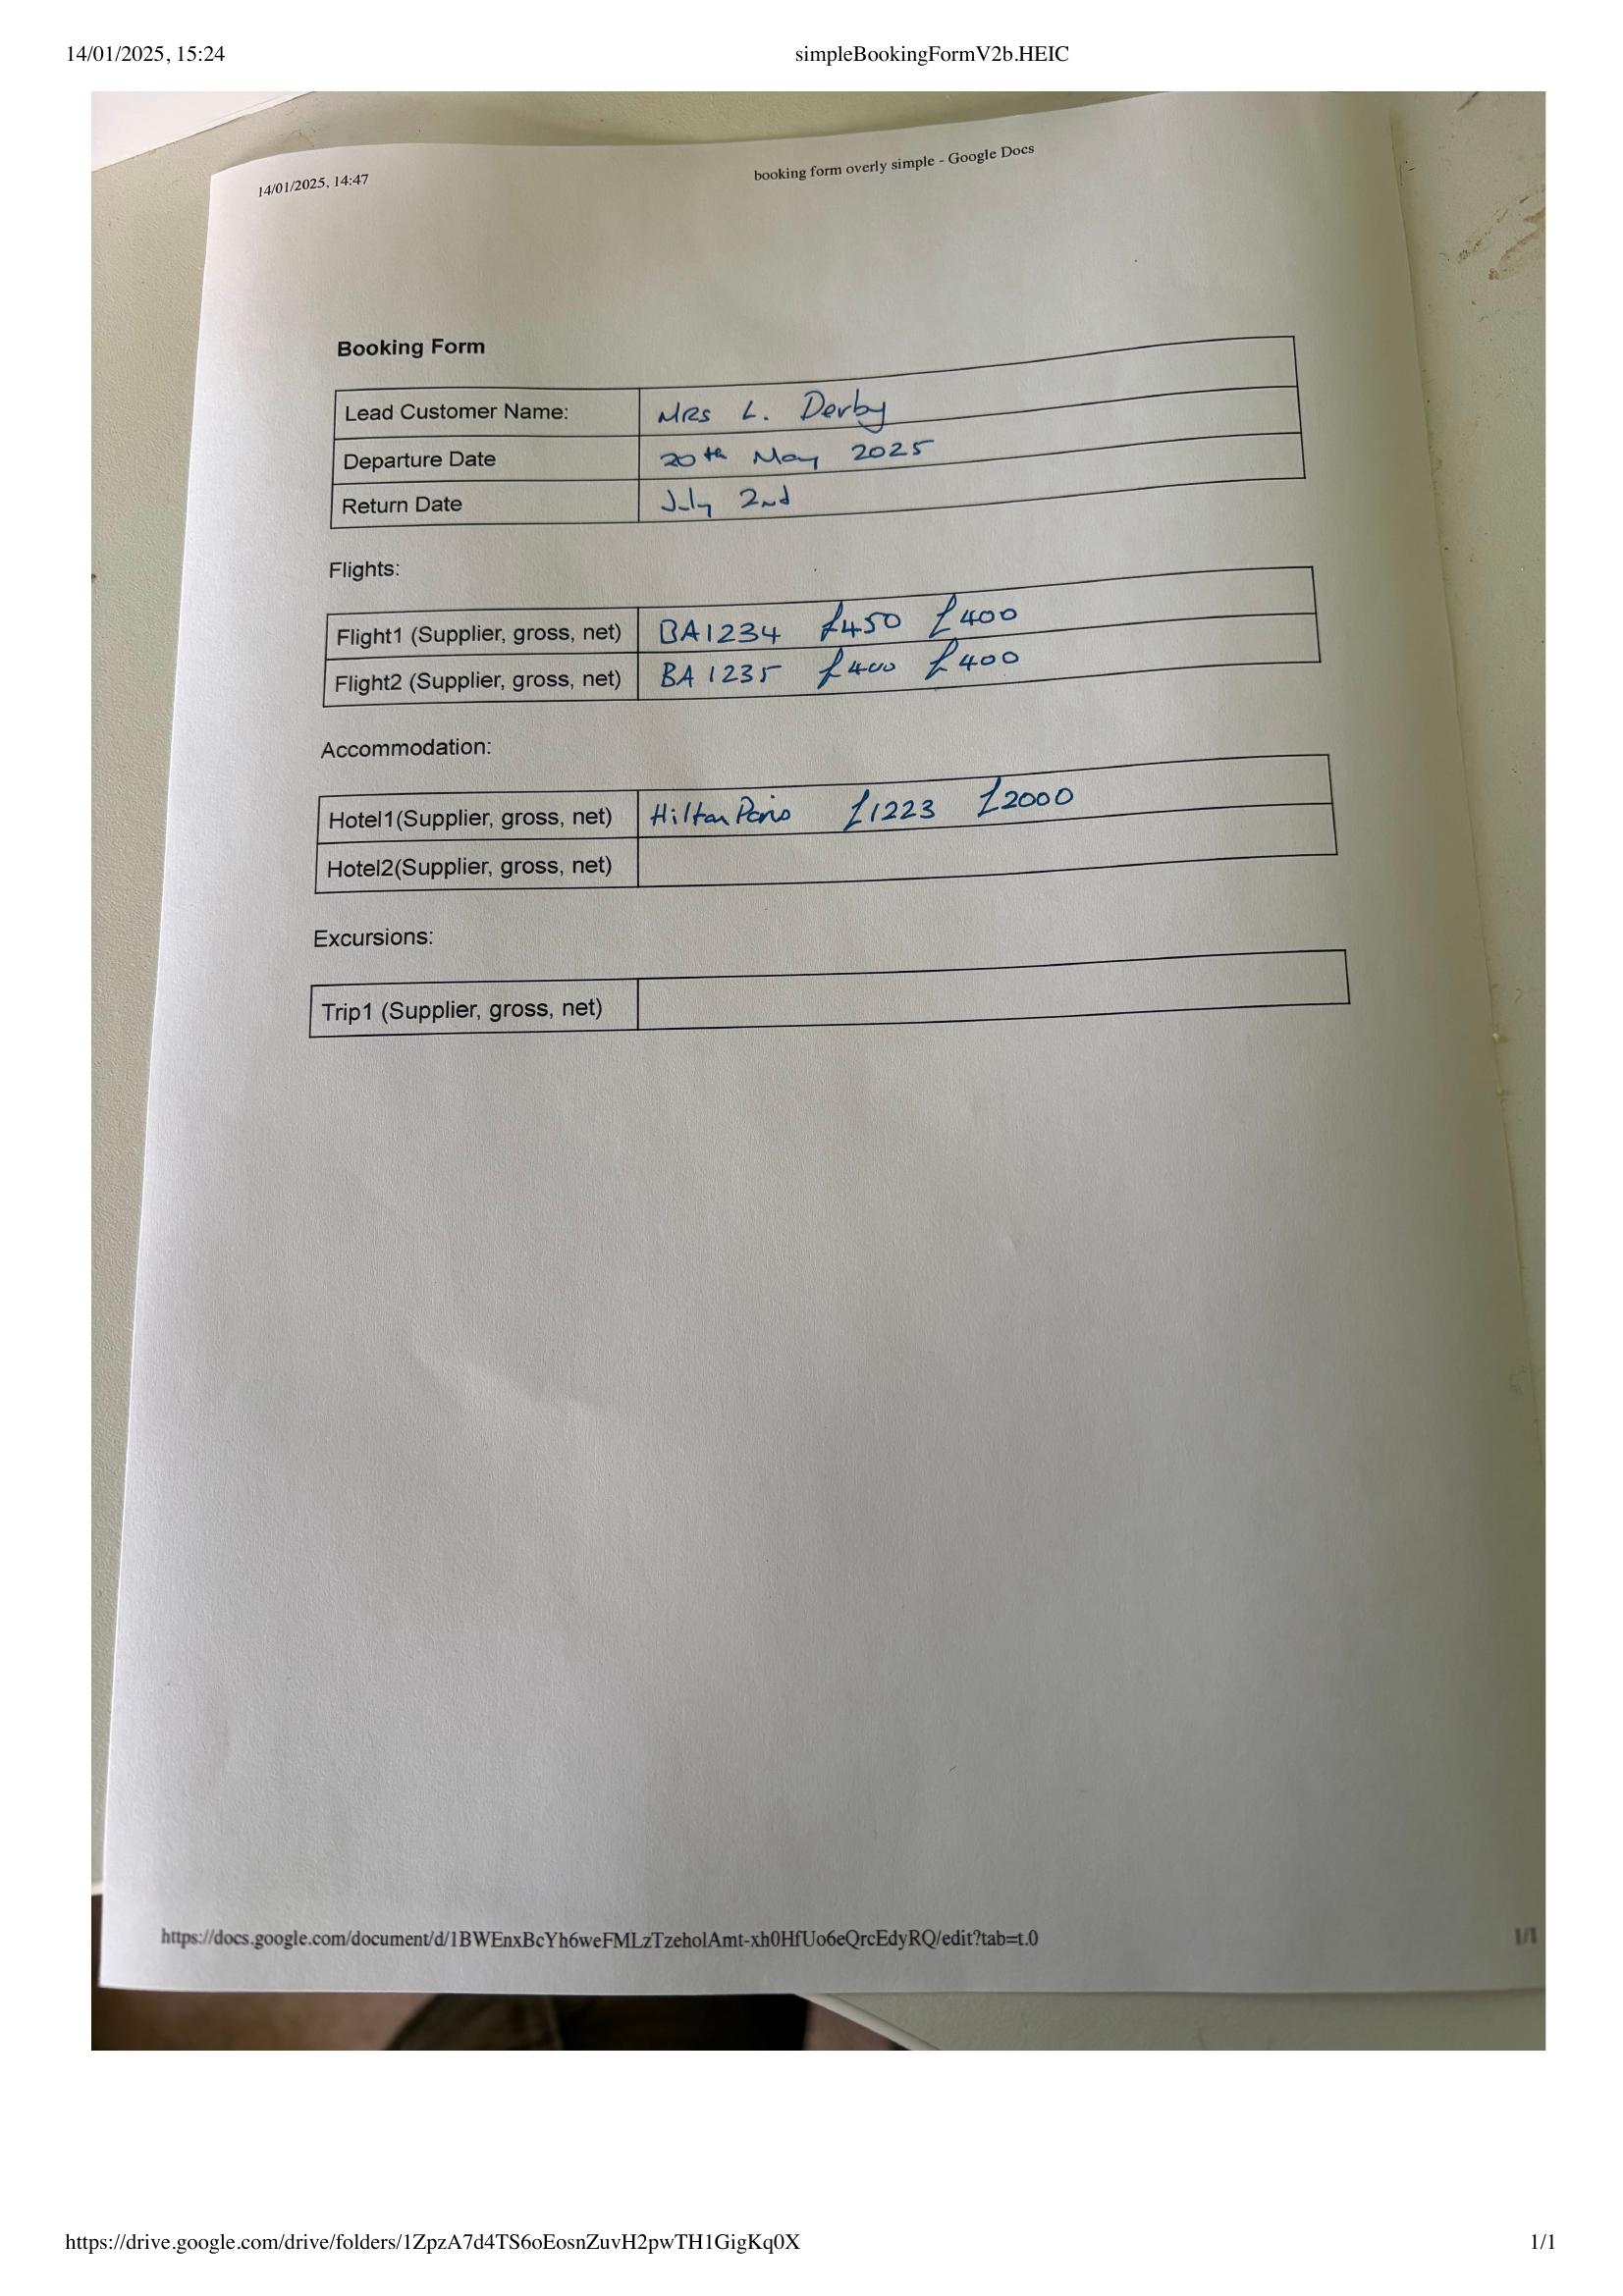 14/01/2025, 15:24 simpleBookingFormV2b.HEIC
14/01/2025, 14:47 booking form overly simple - Google Docs
Booking Form
Lead Customer Name: MRS L. Derby
Departure Date 20th May 2025
Return Date July 2nd
Flights:
Flight1 (Supplier, gross, net) BA1234 £450 £400
Flight2 (Supplier, gross, net) BA 1235 £400 £400
Accommodation:
Hotel1(Supplier, gross, net) Hilton Paris £1223 £2000
Hotel2(Supplier, gross, net)
Excursions:
Trip1 (Supplier, gross, net)
https://docs.google.com/document/d/1BWEnxBcYh6weFMLzTzeholAmt-xh0HfUo6eQrcEdyRQ/edit?tab=t.0 1/1
https://drive.google.com/drive/folders/1ZpzA7d4TS6oEosnZuvH2pwTH1GigKq0X 1/1